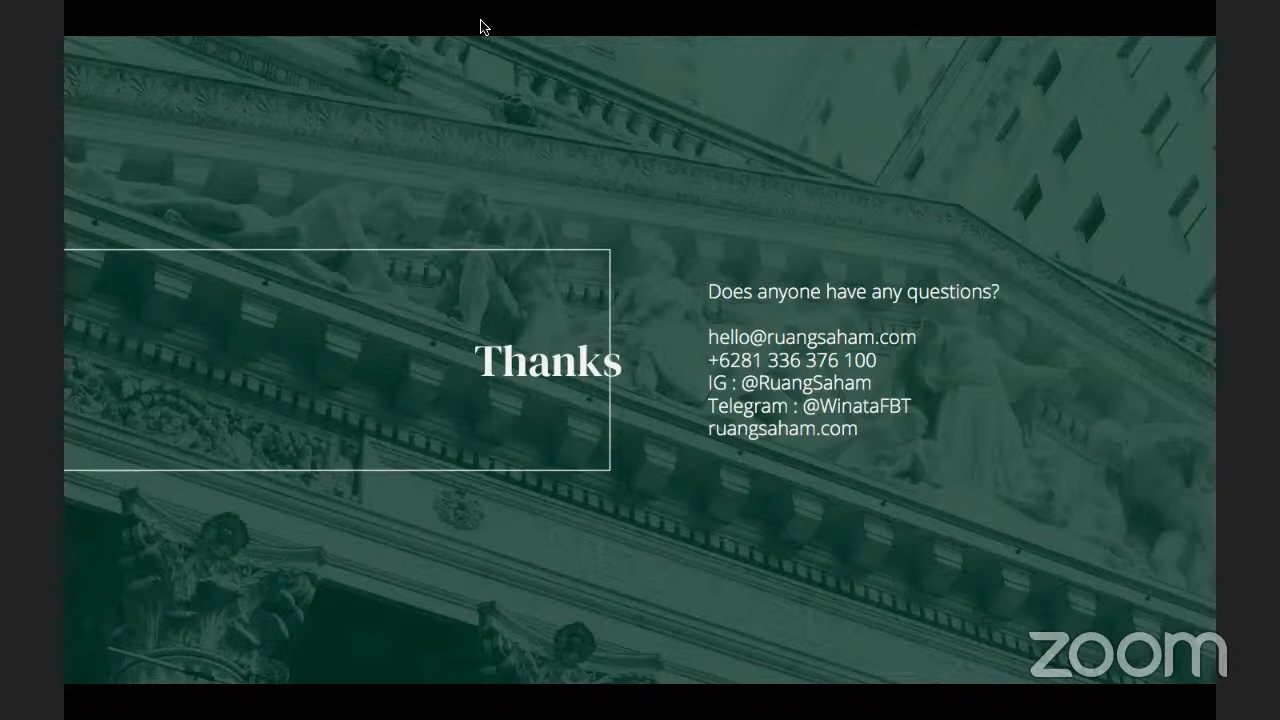 Thanks
Does anyone have any questions?
hello@ruangsaham.com
+6281 336 376 100
IG : @RuangSaham
Telegram : @WinataFBT
ruangsaham.com
zoom